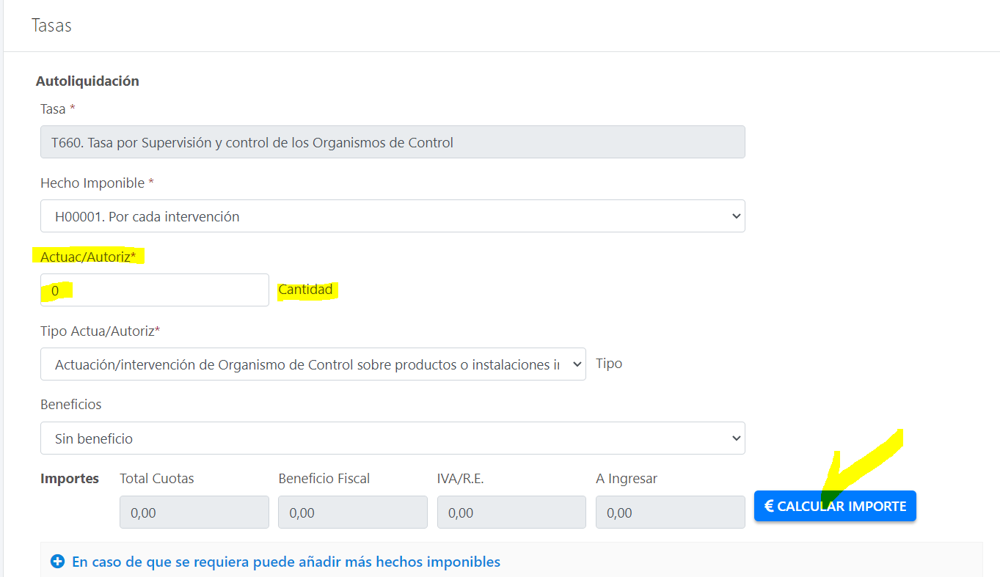 Tasas
Autoliquidación
Tasa *
T660. Tasa por Supervisión y control de los Organismos de Control
Hecho Imponible *
H00001. Por cada intervención
Actuac/Autoriz*
0 Cantidad
Tipo Actua/Autoriz*
Actuación/intervención de Organismo de Control sobre productos o instalaciones in Tipo
Beneficios
Sin beneficio
Importes Total Cuotas Beneficio Fiscal IVA/R.E. A Ingresar
0,00 0,00 0,00 0,00 € CALCULAR IMPORTE
En caso de que se requiera puede añadir más hechos imponibles